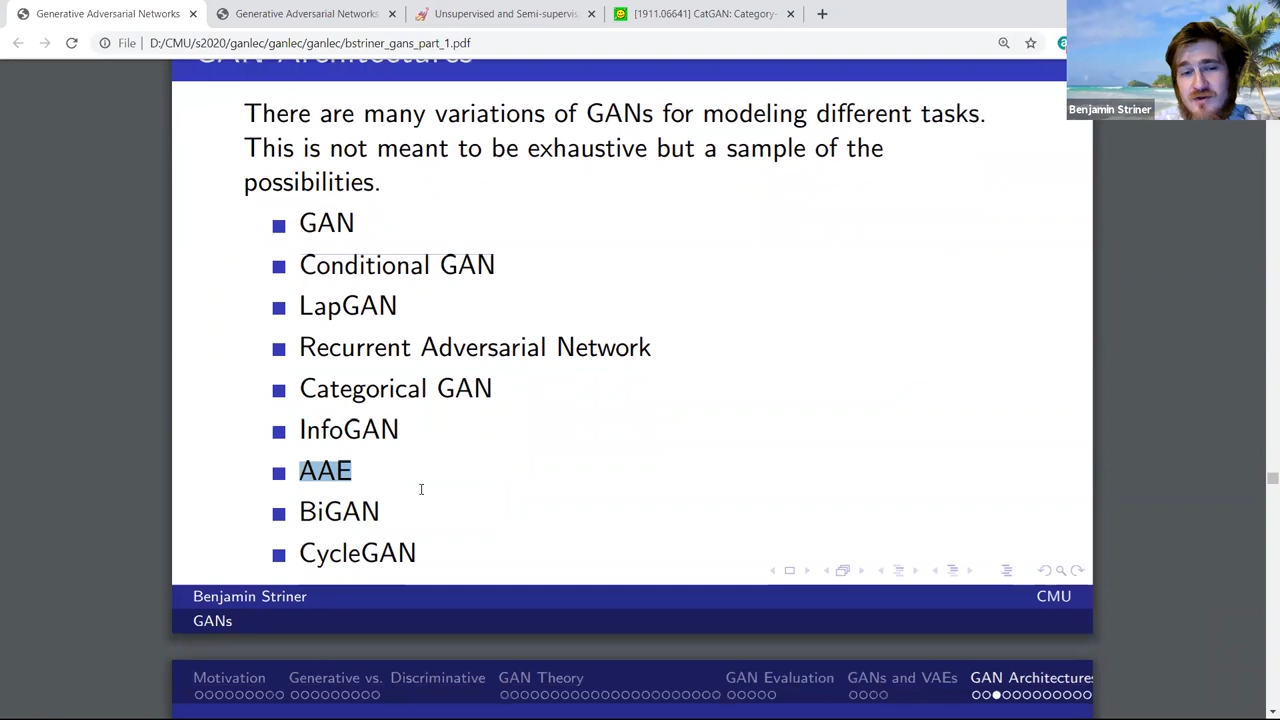 Generative Adversarial Networks
Generative Adversarial Networks
Unsupervised and Semi-supervis
[1911.06641] CatGAN: Category-
File
D:/CMU/s2020/ganlec/ganlec/ganlec/bstriner_gans_part_1.pdf
Benjamin Striner
GAN Architectures
There are many variations of GANs for modeling different tasks.
This is not meant to be exhaustive but a sample of the
possibilities.
GAN
Conditional GAN
LapGAN
Recurrent Adversarial Network
Categorical GAN
InfoGAN
AAE
BiGAN
CycleGAN
Benjamin Striner CMU
GANs
Motivation Generative vs. Discriminative GAN Theory GAN Evaluation GANs and VAEs GAN Architectures